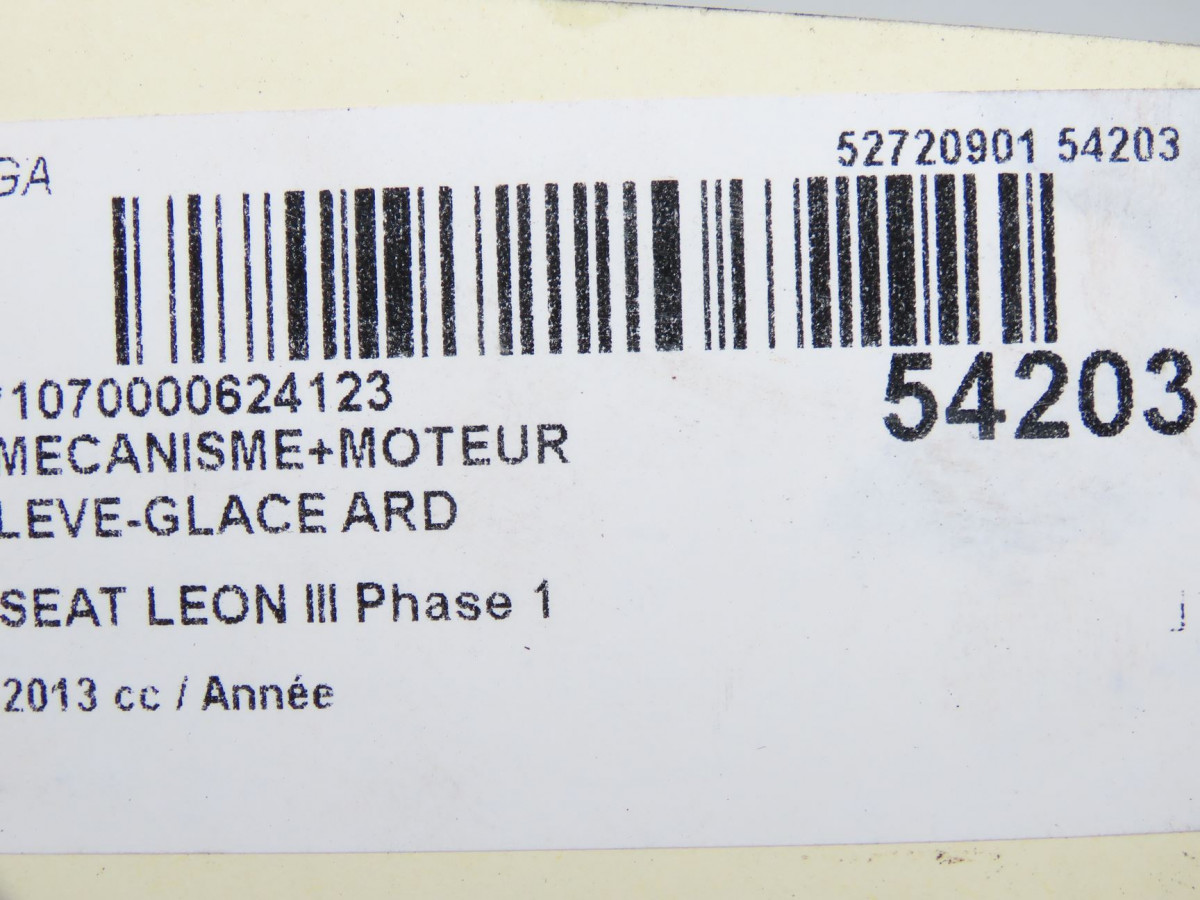 GA
52720901 54203
*1070000624123
54203
MECANISME+MOTEUR
LEVE-GLACE ARD
SEAT LEON III Phase 1
2013 cc / Année